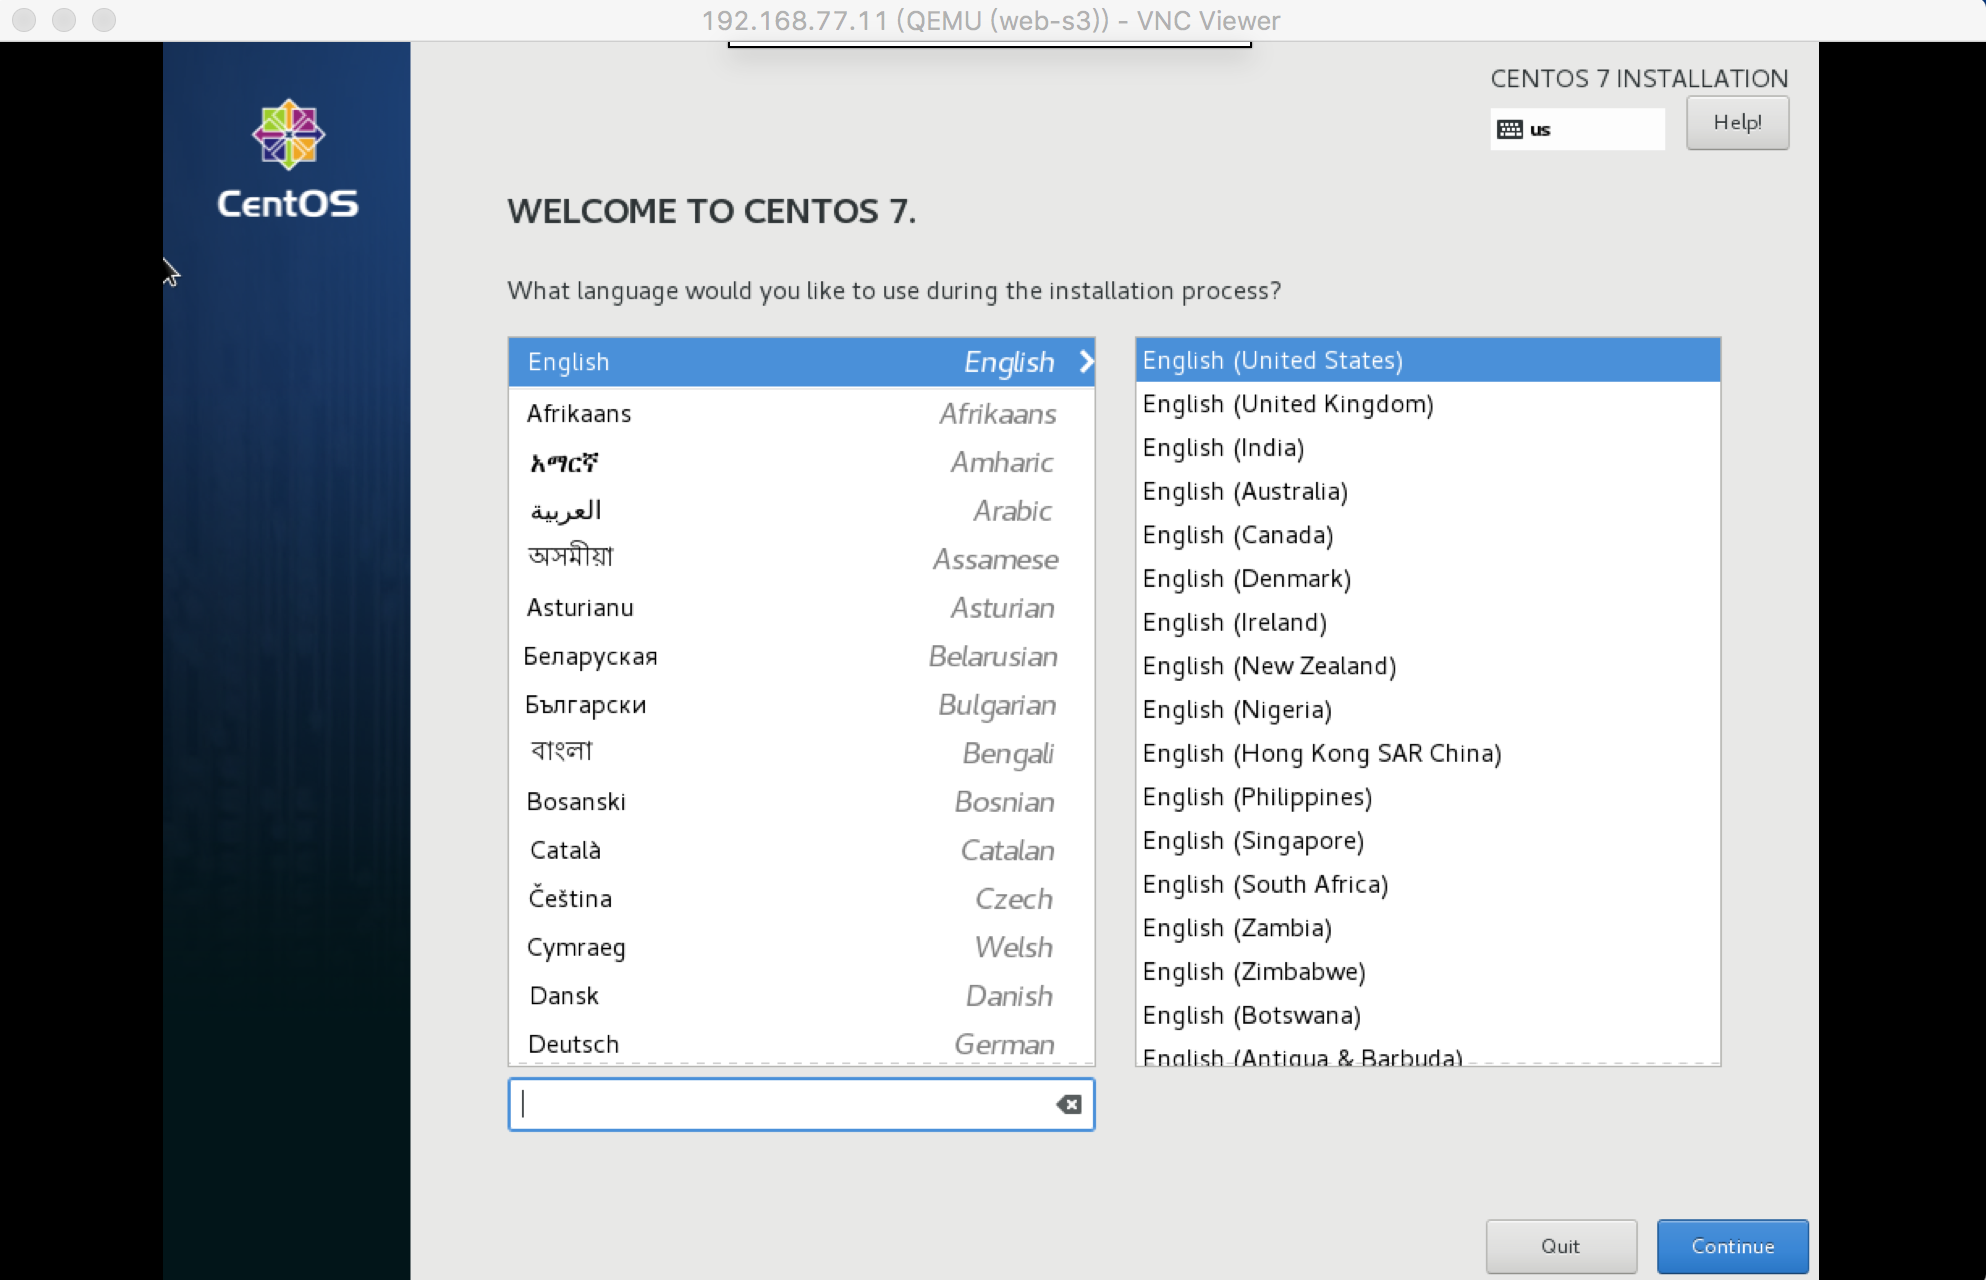 192.168.77.11 (QEMU (web-s3)) - VNC Viewer
CentOS
CENTOS 7 INSTALLATION
us
Help!
WELCOME TO CENTOS 7.
What language would you like to use during the installation process?
English English
Afrikaans Afrikaans
አማርኛ Amharic
العربية Arabic
অসমীয়া Assamese
Asturianu Asturian
Беларуская Belarusian
Български Bulgarian
বাংলা Bengali
Bosanski Bosnian
Català Catalan
Čeština Czech
Cymraeg Welsh
Dansk Danish
Deutsch German
English (United States)
English (United Kingdom)
English (India)
English (Australia)
English (Canada)
English (Denmark)
English (Ireland)
English (New Zealand)
English (Nigeria)
English (Hong Kong SAR China)
English (Philippines)
English (Singapore)
English (South Africa)
English (Zambia)
English (Zimbabwe)
English (Botswana)
English (Antigua & Barbuda)
Quit
Continue